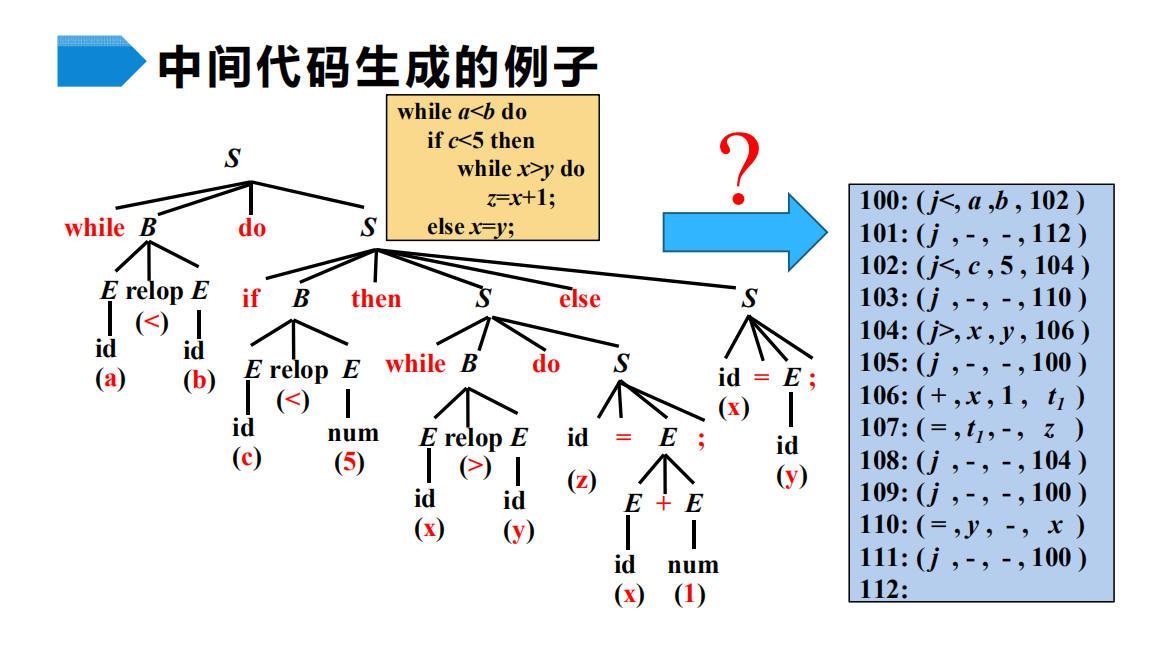 中间代码生成的例子
while a<b do
if c<5 then
while x>y do
z=x+1;
else x=y;
?
S
while B do S
E relop E
(<)
id id
(a) (b)
if B then S else S
E relop E
(<)
id num
(c) (5)
while B do S
E relop E
(>)
id id
(x) (y)
id = E ;
(z)
E + E
id num
(x) (1)
id = E ;
(x)
id
(y)
100: ( j<, a ,b , 102 )
101: ( j , - , - , 112 )
102: ( j<, c , 5 , 104 )
103: ( j , - , - , 110 )
104: ( j>, x , y , 106 )
105: ( j , - , - , 100 )
106: ( + , x , 1 , t1 )
107: ( = , t1 , - , z )
108: ( j , - , - , 104 )
109: ( j , - , - , 100 )
110: ( = , y , - , x )
111: ( j , - , - , 100 )
112: